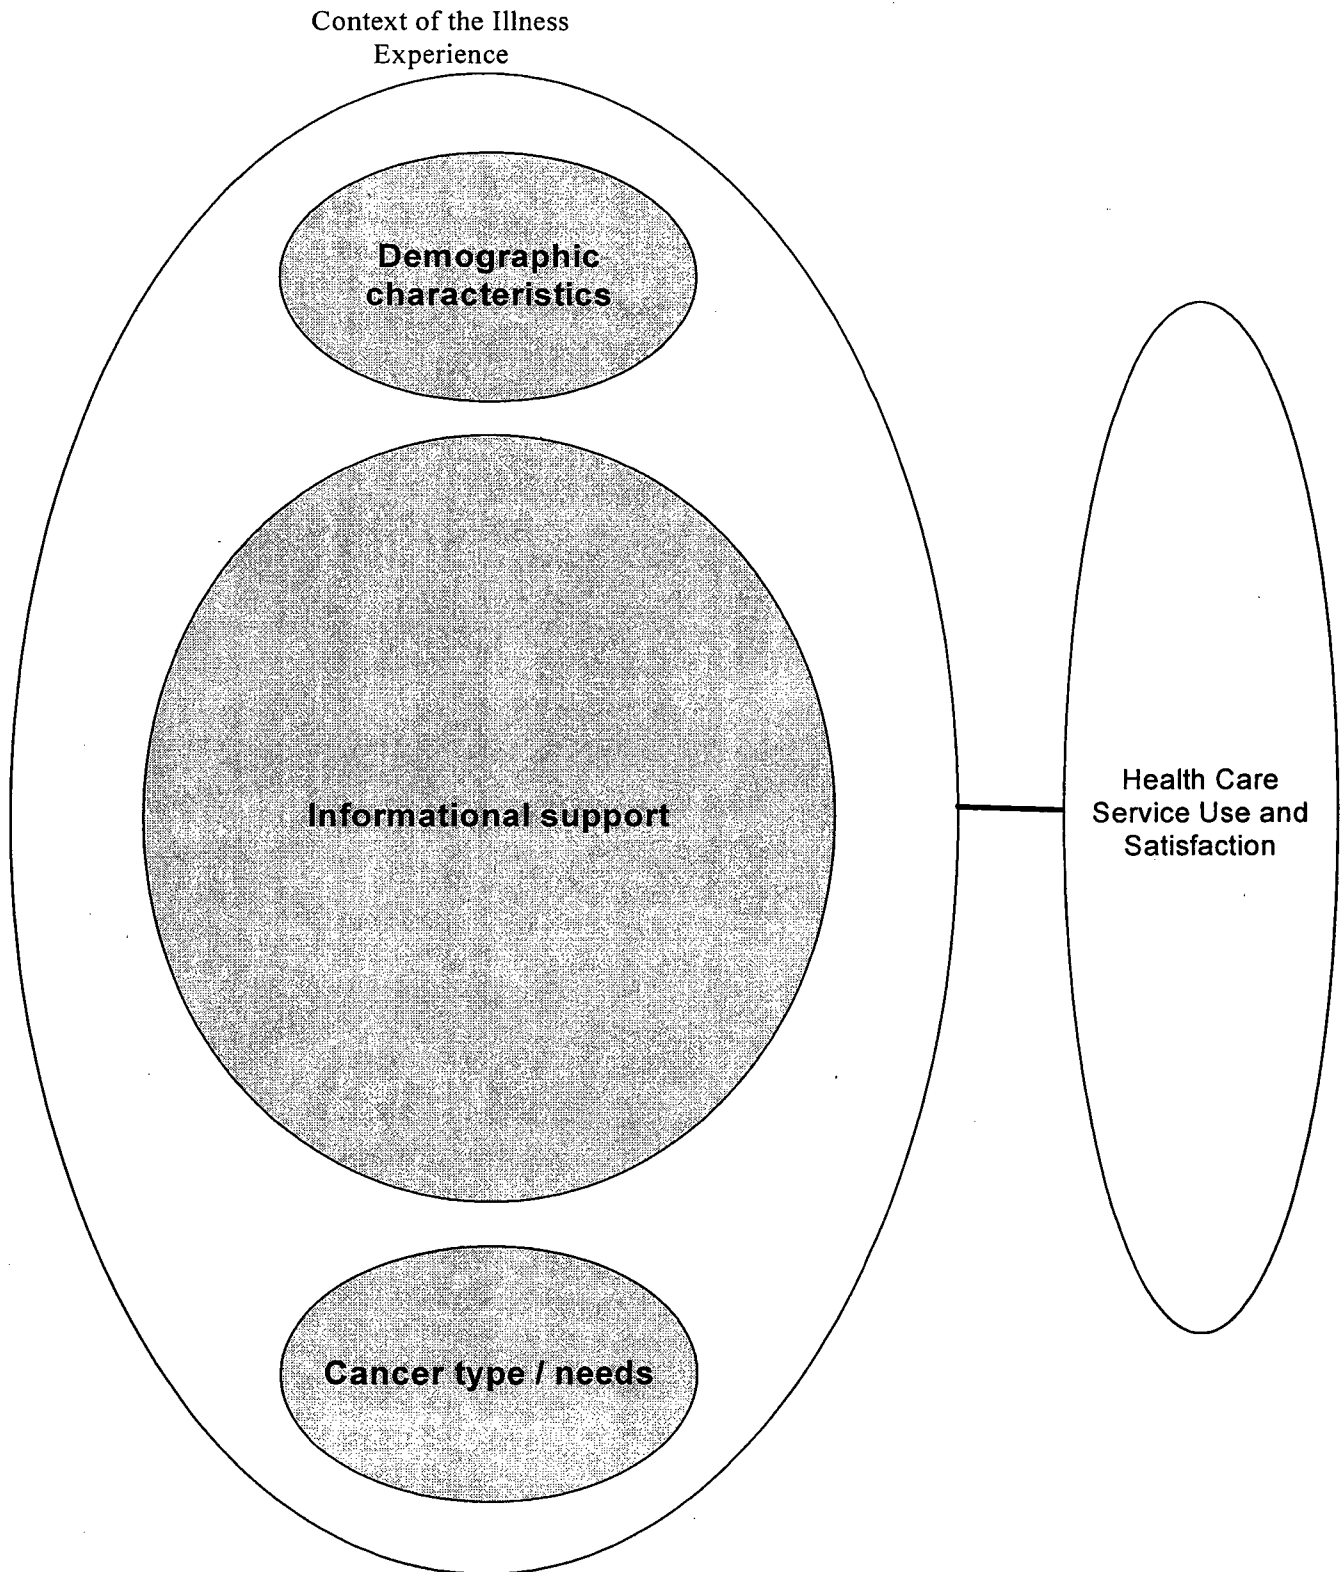 Context of the Illness
Experience
Demographic
characteristics
Informational support
Health Care
Service Use and
Satisfaction
Cancer type / needs